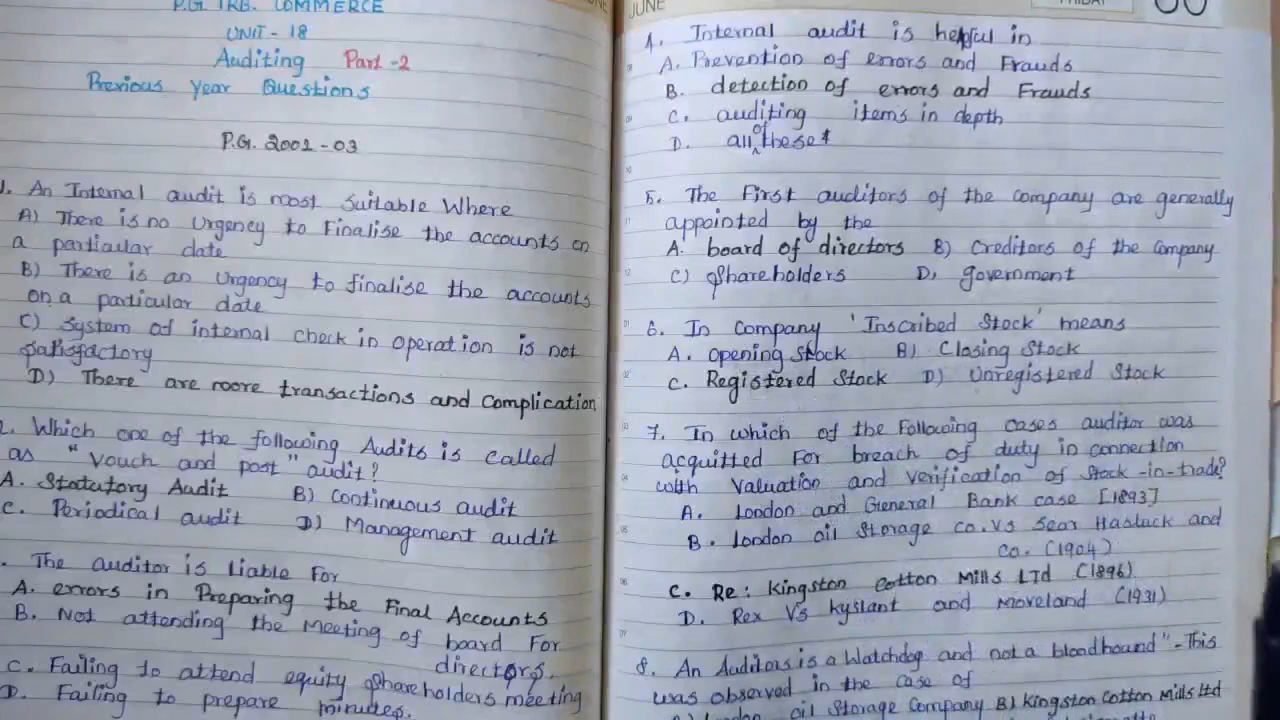 P.G. TRB. COMMERCE
UNIT - 18
Auditing Part -2
Previous Year Questions
P.G. 2001 - 03
1. An Internal audit is most Suitable Where
A) There is no Urgency to Finalise the accounts on
a particular date
B) There is an Urgency to finalise the accounts
on a particular date
C) System of internal check in operation is not
Satisfactory
D) There are more transactions and Complication
2. Which one of the following Audits is called
as "Vouch and post" audit?
A. Statutory Audit B) Continuous audit
C. Periodical audit D) Management audit
. The auditor is liable For
A. errors in Preparing the Final Accounts
B. Not attending the Meeting of board For
directors.
C. Failing to attend equity Shareholders meeting
D. Failing to prepare minutes.
JUNE
FRIDAY
4. Internal audit is helpful in
A. Prevention of errors and Frauds
B. detection of errors and Frauds
C. auditing items in depth
D. all of these
5. The First auditors of the company are generally
appointed by the
A. board of directors B) Creditors of the Company
C) Shareholders D, government
6. In Company 'Inscribed Stock' means
A. Opening Stock B) Closing Stock
C. Registered Stock D) Unregistered Stock
7. In which of the Following cases auditor was
acquitted For breach of duty in connection
with Valuation and verification of Stock-in-trade?
A. London and General Bank case [1893]
B. London oil Storage co. Vs Sear Hasluck and
co. (1904)
C. Re: Kingston Cotton Mills LTD (1896)
D. Rex Vs Kyslant and Moreland (1931)
8. An Auditors is a Watchdog and not a bloodhound" - This
was observed in the case of
oil Storage Company B) Kingston Cotton Mills Ltd